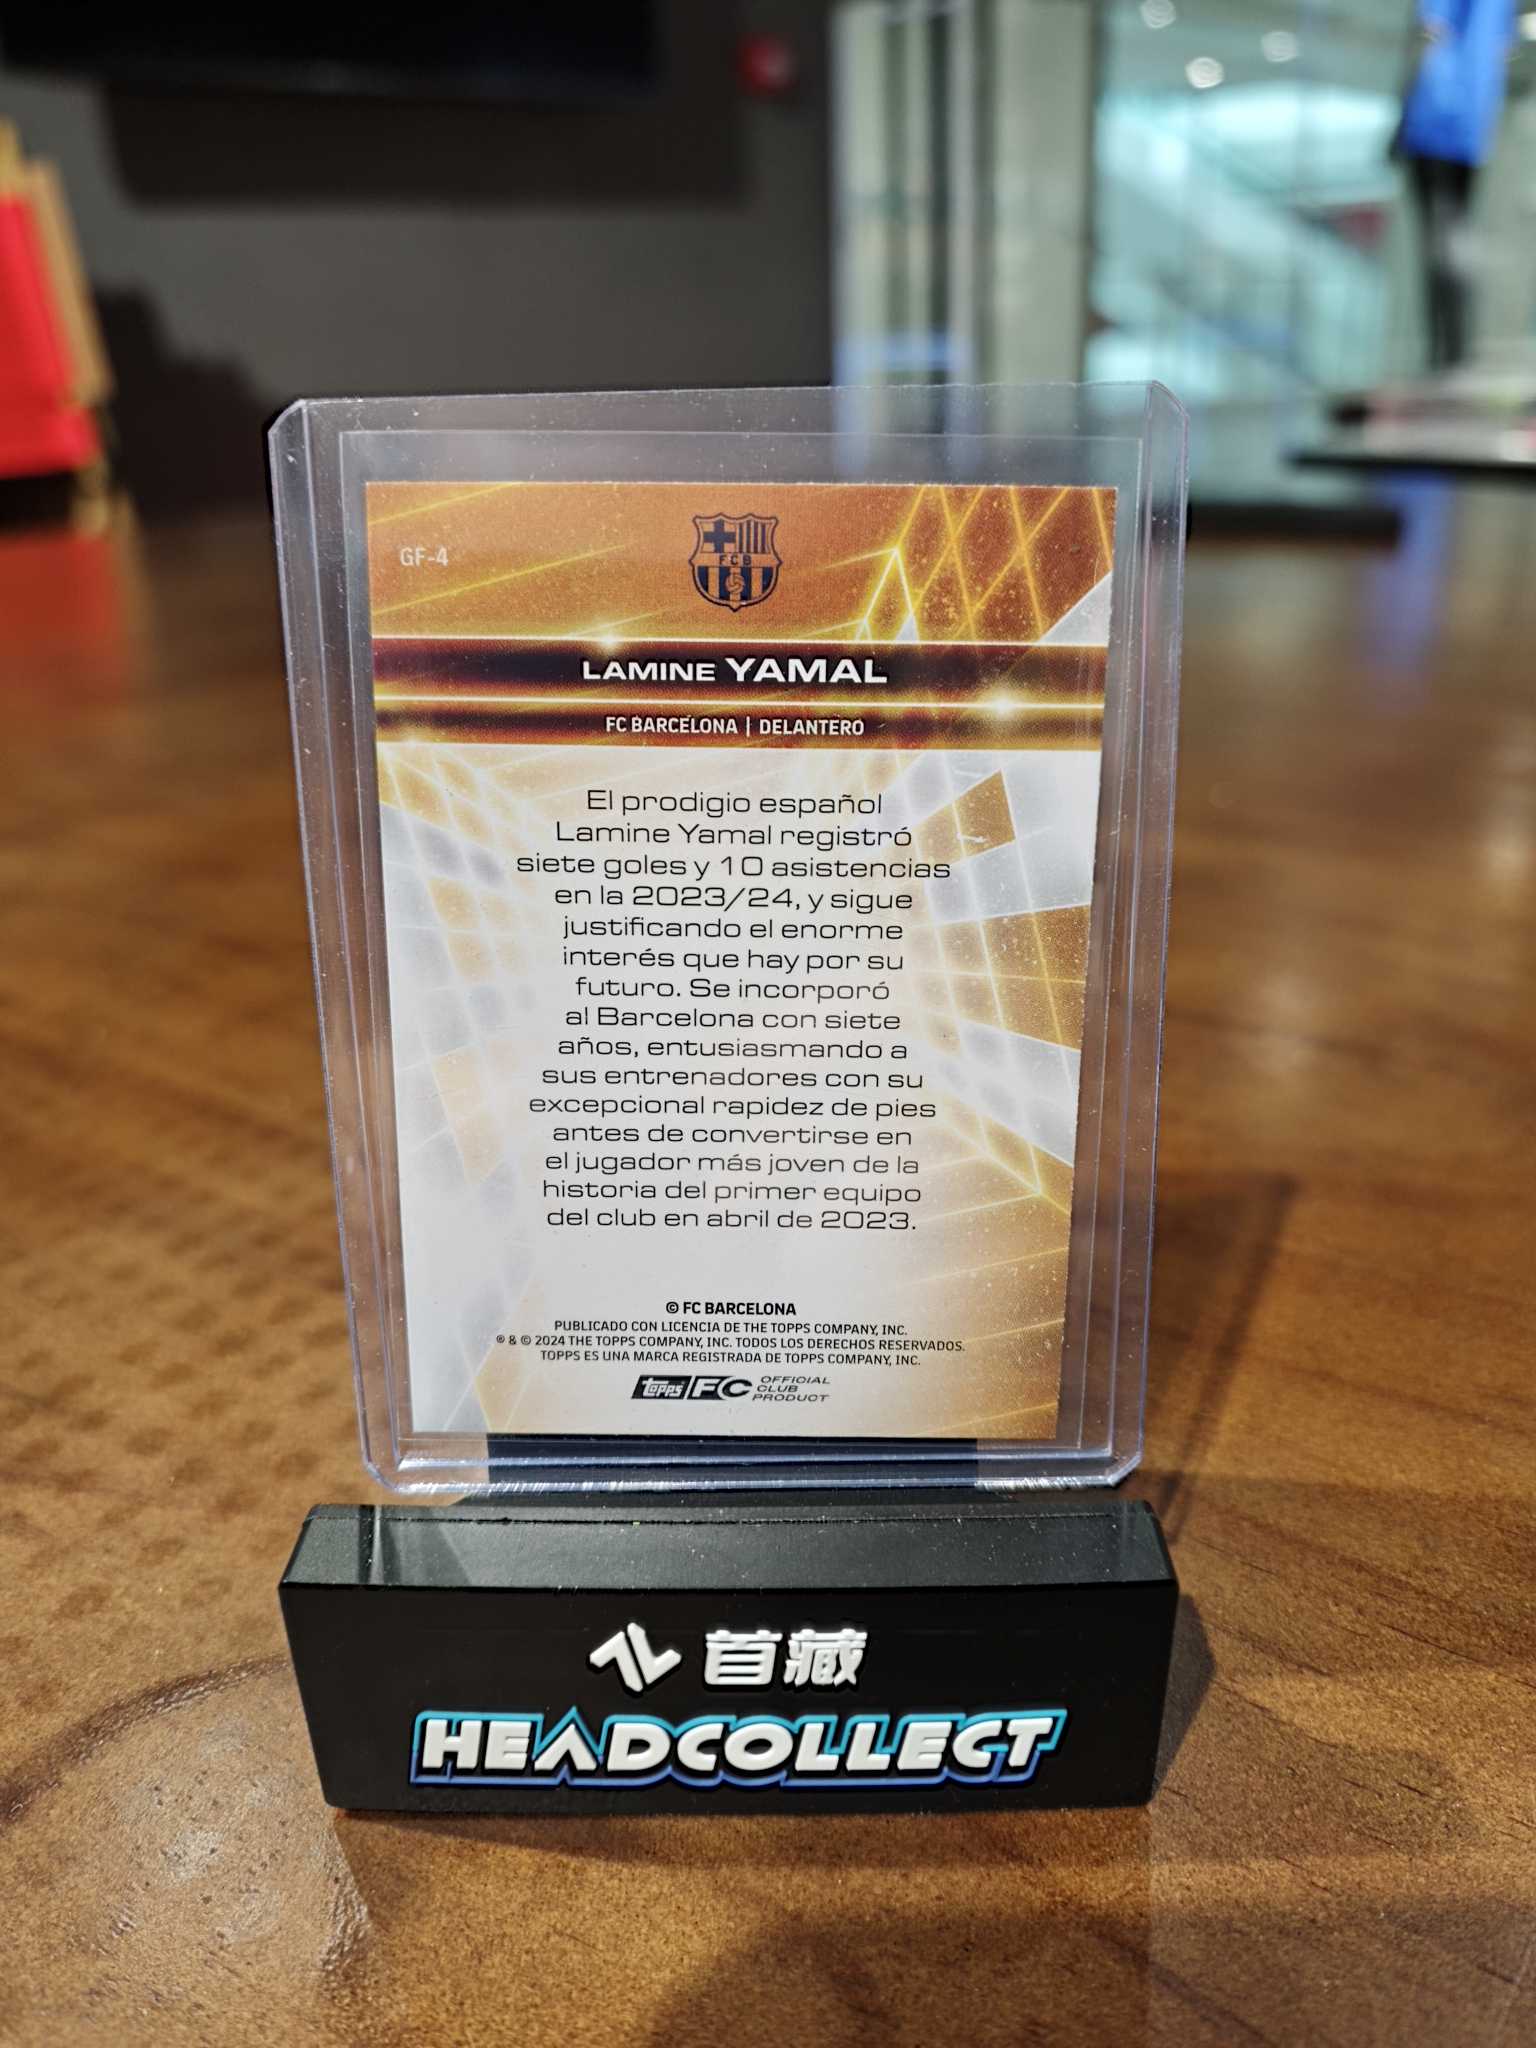 GF-4
FCB
LAMINE YAMAL
FC BARCELONA | DELANTERO
El prodigio español
Lamine Yamal registró
siete goles y 10 asistencias
en la 2023/24, y sigue
justificando el enorme
interés que hay por su
futuro. Se incorporó
al Barcelona con siete
años, entusiasmando a
sus entrenadores con su
excepcional rapidez de pies
antes de convertirse en
el jugador más joven de la
historia del primer equipo
del club en abril de 2023.
© FC BARCELONA
PUBLICADO CON LICENCIA DE THE TOPPS COMPANY, INC.
® & © 2024 THE TOPPS COMPANY, INC. TODOS LOS DERECHOS RESERVADOS.
TOPPS ES UNA MARCA REGISTRADA DE TOPPS COMPANY, INC.
topps FC OFFICIAL
CLUB
PRODUCT
首藏
HEADCOLLECT